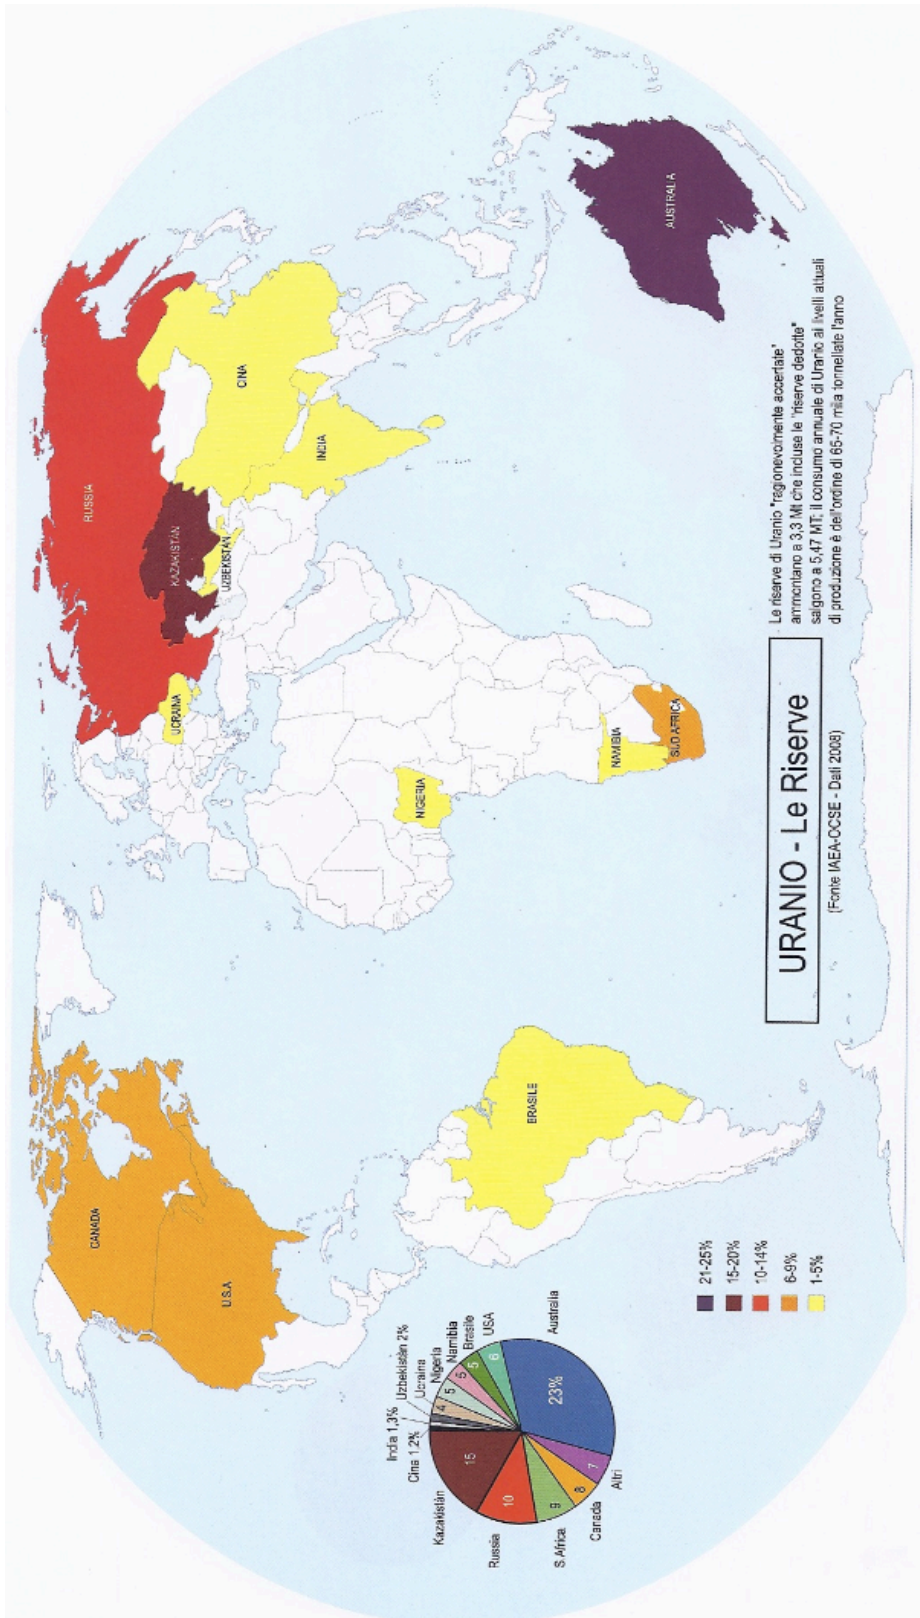 URANIO - Le Riserve
(Fonte IAEA-OCSE - Dati 2008)
Le riserve di Uranio "ragionevolmente accertate"
ammontano a 3,3 Mt che incluse le "riserve dedotte"
salgono a 5,47 MT; il consumo annuale di Uranio ai livelli attuali
di produzione è dell'ordine di 65-70 mila tonnellate l'anno
CANADA
U.S.A
BRASILE
RUSSIA
KAZAKISTÀN
UZBEKISTÀN
UCRAINA
CINA
INDIA
NIGERIA
NAMIBIA
SUD AFRICA
AUSTRALIA
21-25%
15-20%
10-14%
6-9%
1-5%
India 1,3%
Cina 1.2%
Uzbekistàn 2%
Ucraina
4
Nigeria
5
Namibia
5
Brasile
5
USA
6
Australia
23%
Altri
7
Canada
8
S.Africa
9
Russia
10
Kazakistàn
15